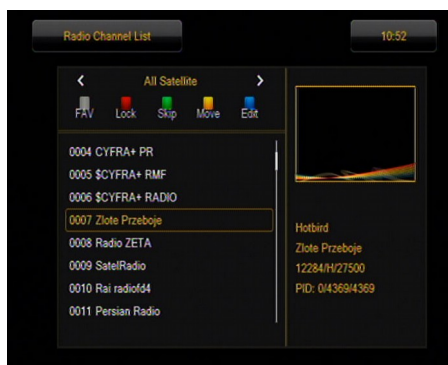 Radio Channel List
10:52
All Satellite
FAV Lock Skip Move Edit
0004 CYFRA+ PR
0005 $CYFRA+ RMF
0006 $CYFRA+ RADIO
0007 Zlote Przeboje
0008 Radio ZETA
0009 SatelRadio
0010 Rai radiofd4
0011 Persian Radio
Hotbird
Zlote Przeboje
12284/H/27500
PID: 0/4369/4369